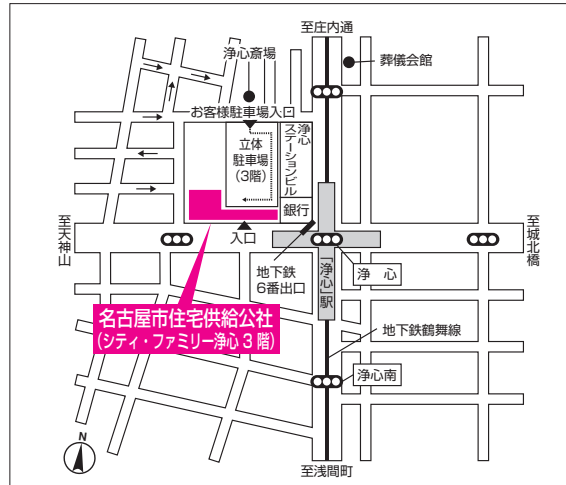 至庄内通
浄心斎場
葬儀会館
お客様駐車場入口
立体
駐車場
(3階)
浄心
ステーションビル
銀行
至天神山
入口
至城北橋
地下鉄
6番出口
「浄心」駅
浄 心
名古屋市住宅供給公社
(シティ・ファミリー浄心3階)
地下鉄鶴舞線
浄心南
N
至浅間町